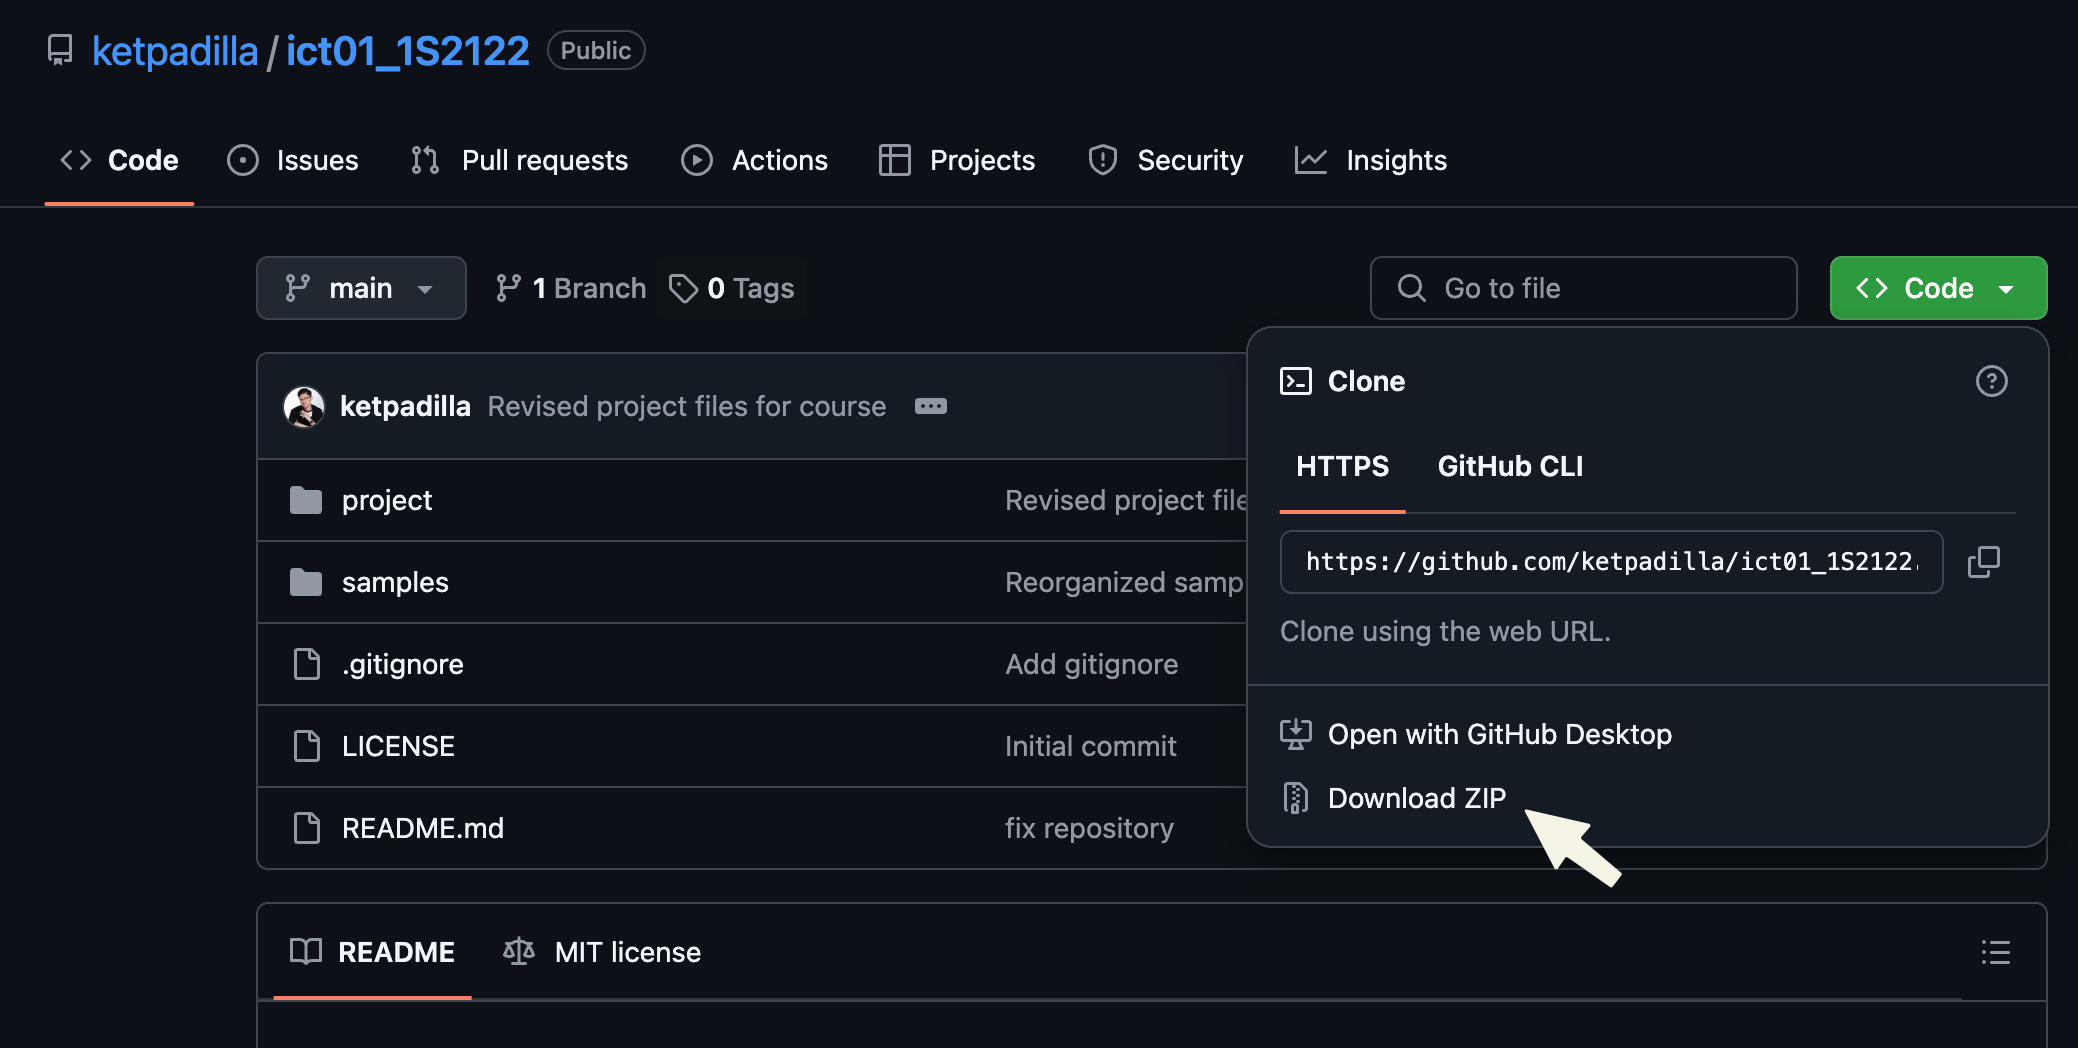 ketpadilla / ict01_1S2122 Public
Code Issues Pull requests Actions Projects Security Insights
main 1 Branch 0 Tags Go to file Code
ketpadilla Revised project files for course
project Revised project file
samples Reorganized samp
.gitignore Add gitignore
LICENSE Initial commit
README.md fix repository
Clone
HTTPS GitHub CLI
https://github.com/ketpadilla/ict01_1S2122.
Clone using the web URL.
Open with GitHub Desktop
Download ZIP
README MIT license